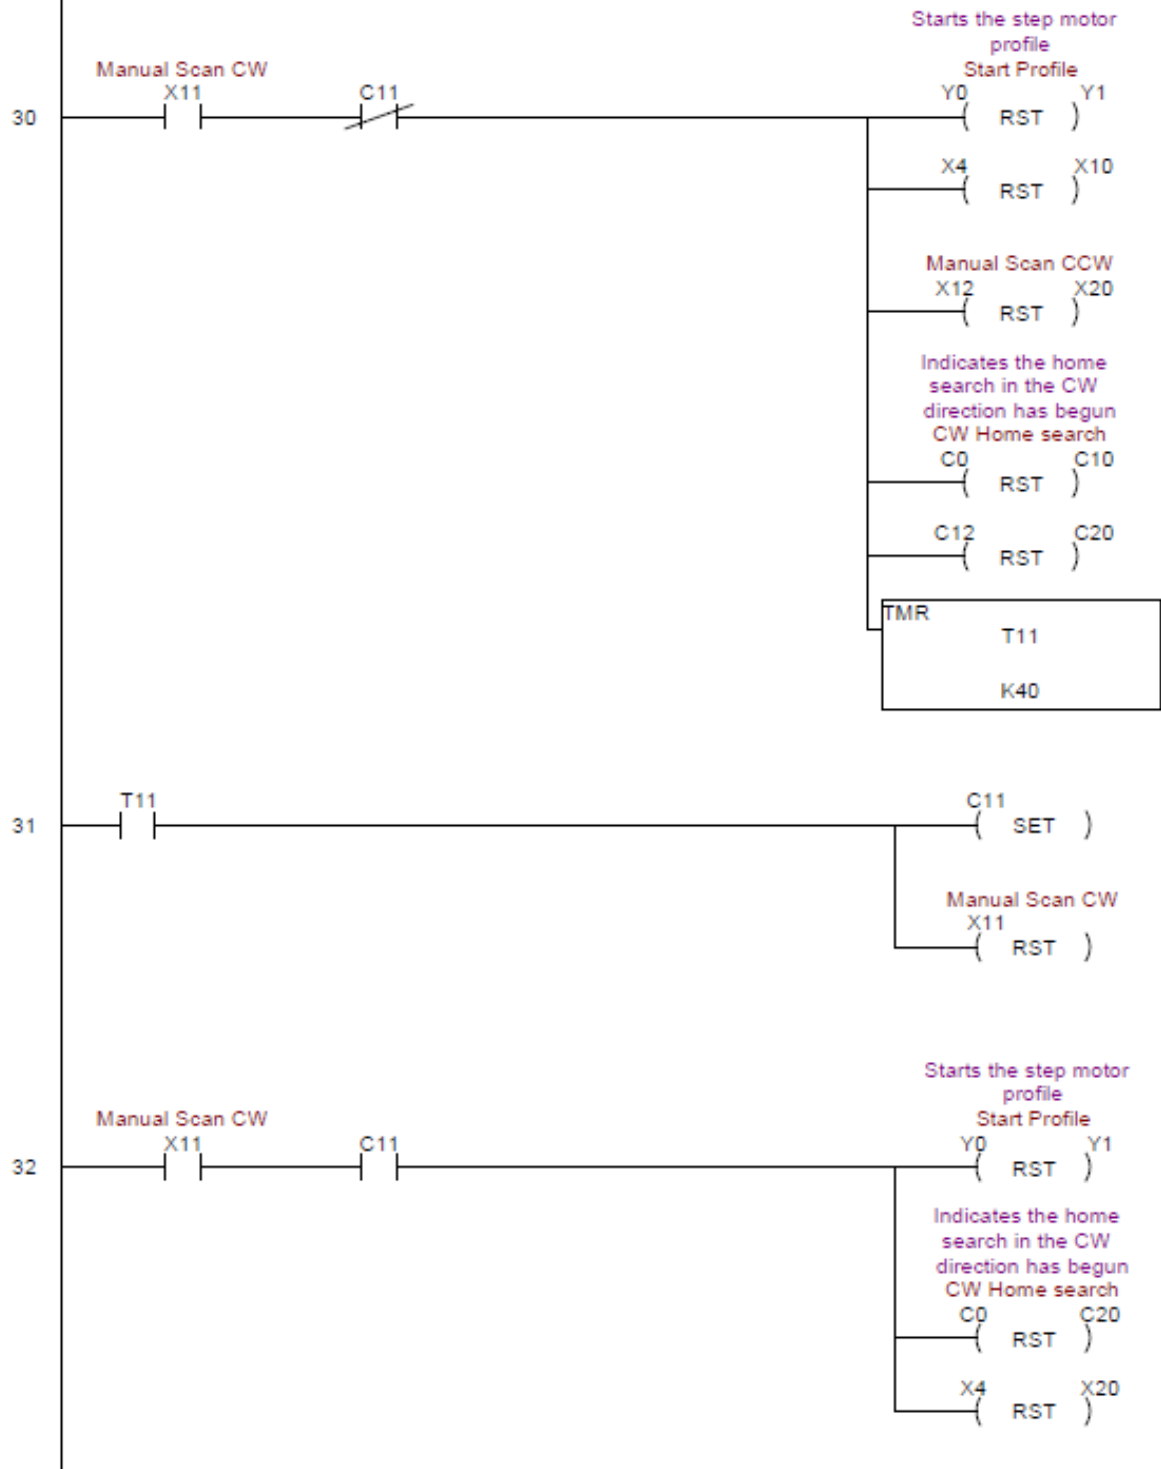 Starts the step motor
profile
Manual Scan CW
Start Profile
X11 C11 Y0 Y1
30 RST
X4 X10
RST
Manual Scan CCW
X12 X20
RST
Indicates the home
search in the CW
direction has begun
CW Home search
C0 C10
RST
C12 C20
RST
TMR
T11
K40
T11 C11
31 SET
Manual Scan CW
X11
RST
Starts the step motor
profile
Manual Scan CW Start Profile
X11 C11 Y0 Y1
32 RST
Indicates the home
search in the CW
direction has begun
CW Home search
C0 C20
RST
X4 X20
RST